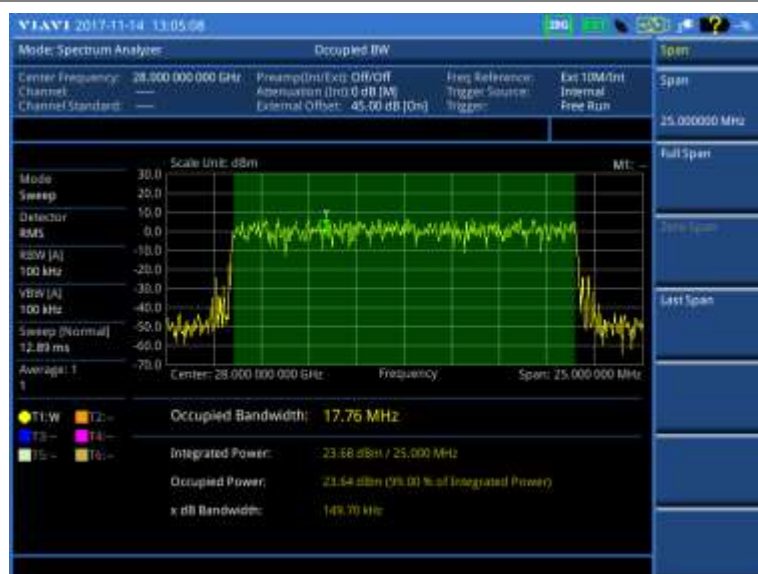 VIAVI 2017-11-14 13:05:08
Mode: Spectrum Analyzer Occupied BW Span
Center Frequency: 28.000 000 000 GHz Preamp(Int/Ext): Off/Off Freq Reference: Ext 10M/Int
Channel: --- Attenuation (Int): 0 dB [M] Trigger Source: Internal
Channel Standard: --- External Offset: 45.00 dB [On] Trigger: Free Run
Span
25.000000 MHz
Full Span
Zero Span
Last Span
Scale Unit: dBm M1: --
Mode
Sweep
Detector
RMS
RBW [A]
100 kHz
VBW [A]
100 kHz
Sweep [Normal]
12.89 ms
Average: 1
1
30.0
20.0
10.0
0.0
-10.0
-20.0
-30.0
-40.0
-50.0
-60.0
-70.0
Center: 28.000 000 000 GHz Frequency Span: 25.000 000 MHz
T1:W T2:--
T3:-- T4:--
T5:-- T6:--
Occupied Bandwidth: 17.76 MHz
Integrated Power: 23.68 dBm / 25.000 MHz
Occupied Power: 23.64 dBm (99.00 % of Integrated Power)
x dB Bandwidth: 149.70 kHz